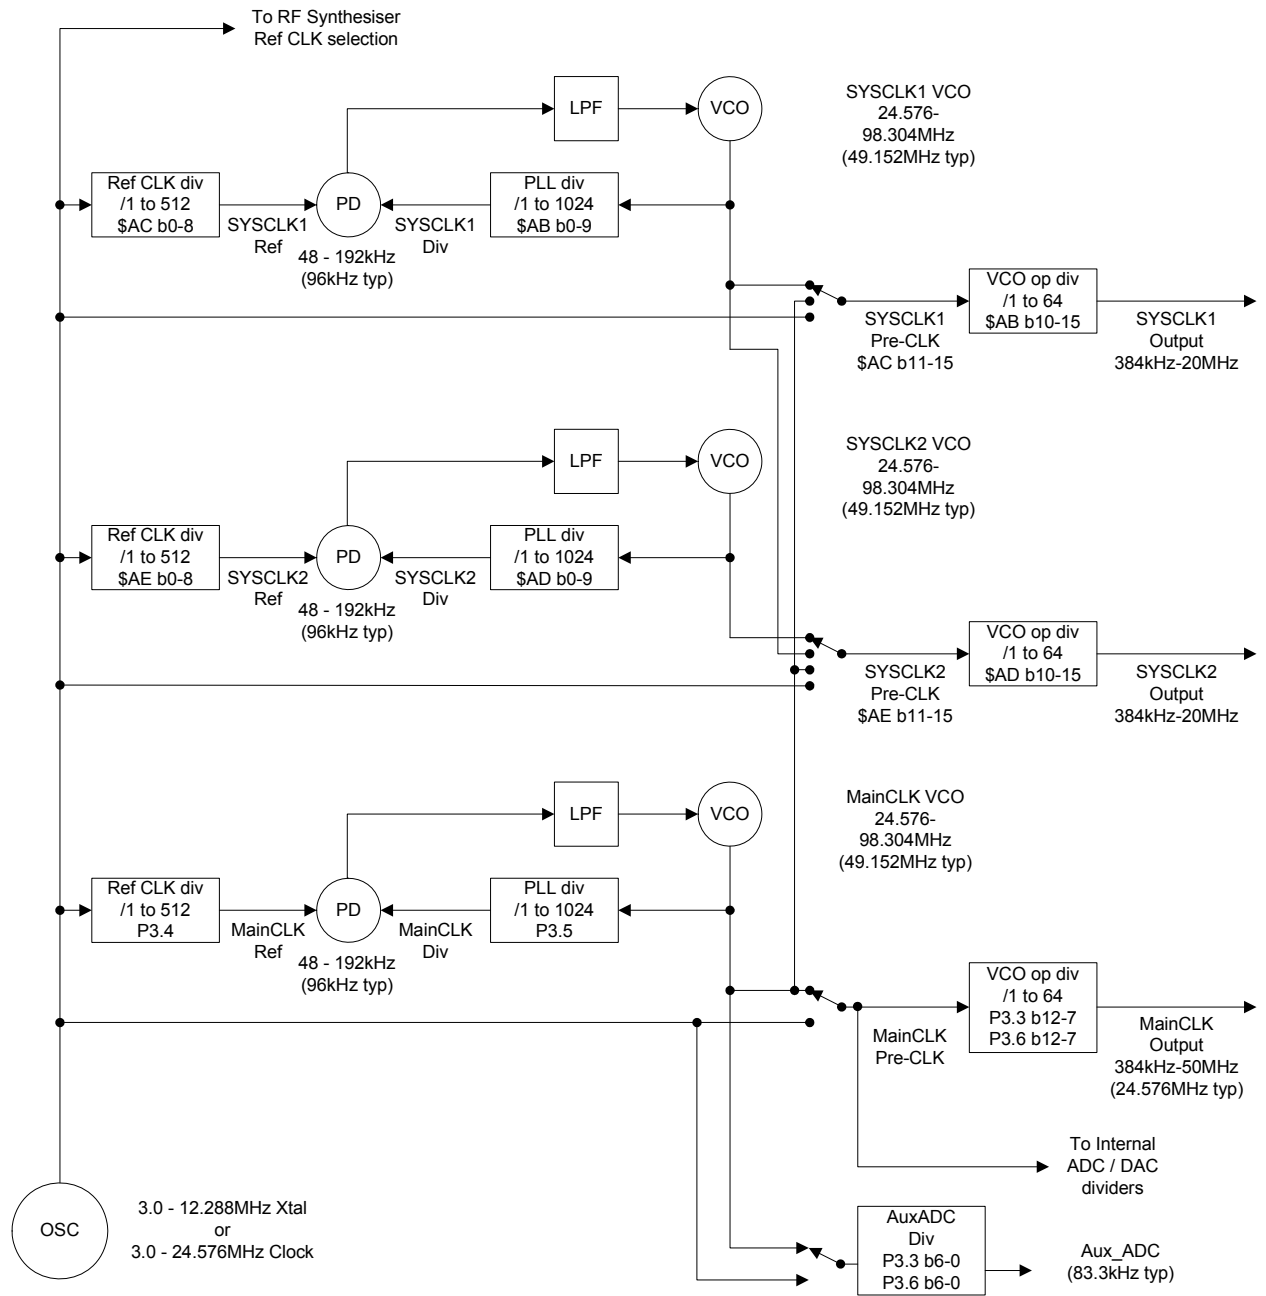 To RF Synthesiser
Ref CLK selection
LPF
VCO
SYSCLK1 VCO
24.576-
98.304MHz
(49.152MHz typ)
Ref CLK div
/1 to 512
$AC b0-8
SYSCLK1
Ref
PD
48 - 192kHz
(96kHz typ)
SYSCLK1
Div
PLL div
/1 to 1024
$AB b0-9
SYSCLK1
Pre-CLK
$AC b11-15
VCO op div
/1 to 64
$AB b10-15
SYSCLK1
Output
384kHz-20MHz
LPF
VCO
SYSCLK2 VCO
24.576-
98.304MHz
(49.152MHz typ)
Ref CLK div
/1 to 512
$AE b0-8
SYSCLK2
Ref
PD
48 - 192kHz
(96kHz typ)
SYSCLK2
Div
PLL div
/1 to 1024
$AD b0-9
SYSCLK2
Pre-CLK
$AE b11-15
VCO op div
/1 to 64
$AD b10-15
SYSCLK2
Output
384kHz-20MHz
LPF
VCO
MainCLK VCO
24.576-
98.304MHz
(49.152MHz typ)
Ref CLK div
/1 to 512
P3.4
MainCLK
Ref
PD
48 - 192kHz
(96kHz typ)
MainCLK
Div
PLL div
/1 to 1024
P3.5
MainCLK
Pre-CLK
VCO op div
/1 to 64
P3.3 b12-7
P3.6 b12-7
MainCLK
Output
384kHz-50MHz
(24.576MHz typ)
To Internal
ADC / DAC
dividers
OSC
3.0 - 12.288MHz Xtal
or
3.0 - 24.576MHz Clock
AuxADC
Div
P3.3 b6-0
P3.6 b6-0
Aux_ADC
(83.3kHz typ)